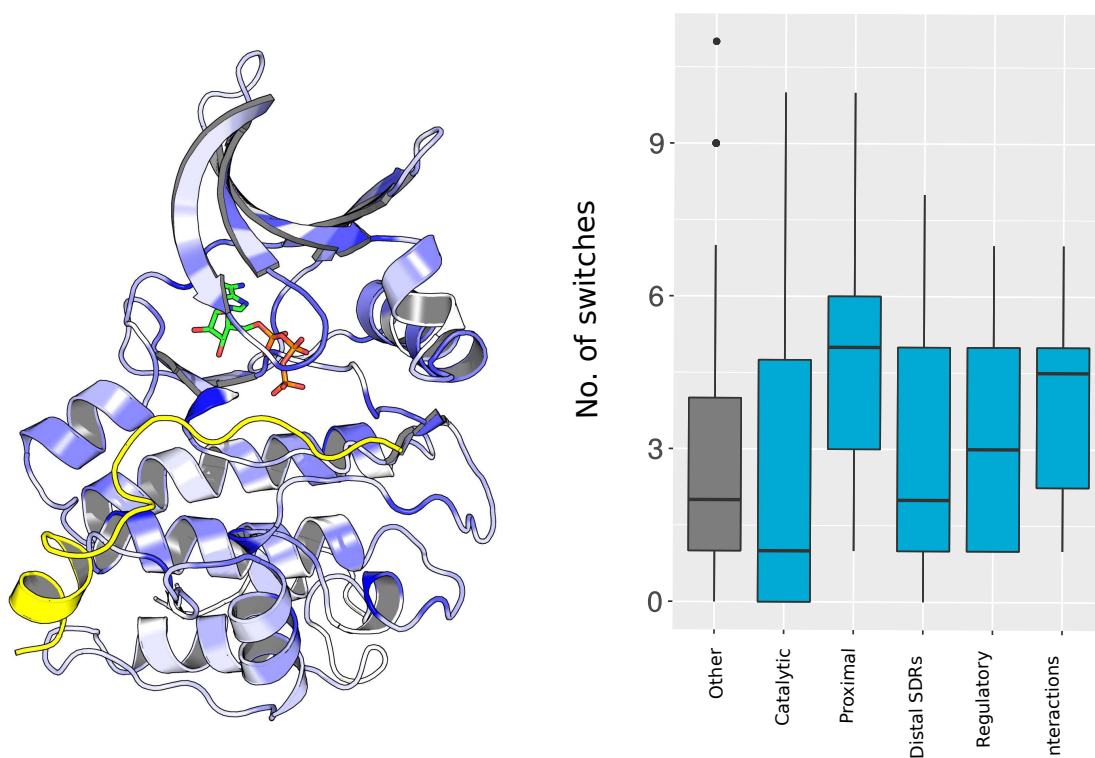 No. of switches
9
6
3
0
Other
Catalytic
Proximal
Distal SDRs
Regulatory
nteractions